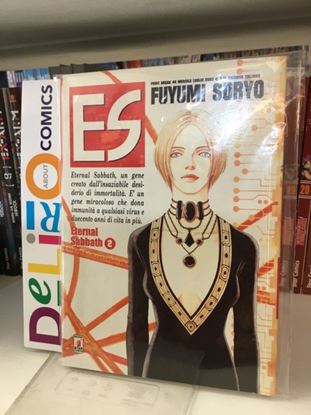 ES
FUYUMI SORYO
Eternal Sabbath, un gene
creato dall'insaziabile desi-
derio di immortalità. E' un
gene miracoloso che dona
immunità a qualsiasi virus e
duecento anni di vita in più.
Eternal
Sabbath 2
DeLiRiO
ABOUT
COMICS